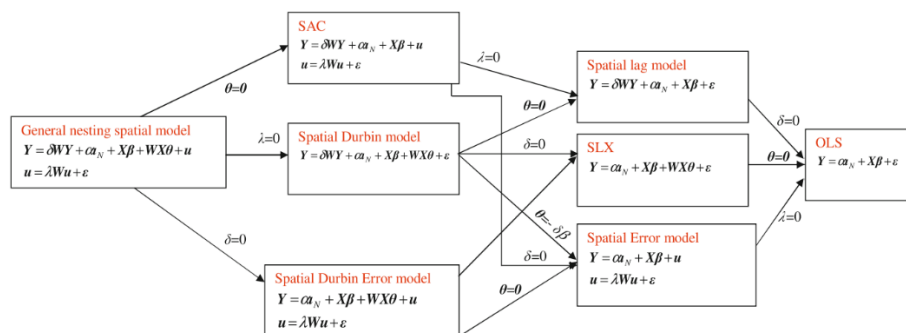 SAC
Y = δWY + αι_N + Xβ + u
u = λWu + ε
λ=0
Spatial lag model
Y = δWY + αι_N + Xβ + ε
θ=0
θ=0
δ=0
General nesting spatial model
Y = δWY + αι_N + Xβ + WXθ + u
u = λWu + ε
λ=0
Spatial Durbin model
Y = δWY + αι_N + Xβ + WXθ + ε
δ=0
SLX
Y = αι_N + Xβ + WXθ + ε
θ=0
OLS
Y = αι_N + Xβ + ε
θ=- δβ
δ=0
δ=0
λ=0
Spatial Error model
Y = αι_N + Xβ + u
u = λWu + ε
Spatial Durbin Error model
Y = αι_N + Xβ + WXθ + u
u = λWu + ε
θ=0